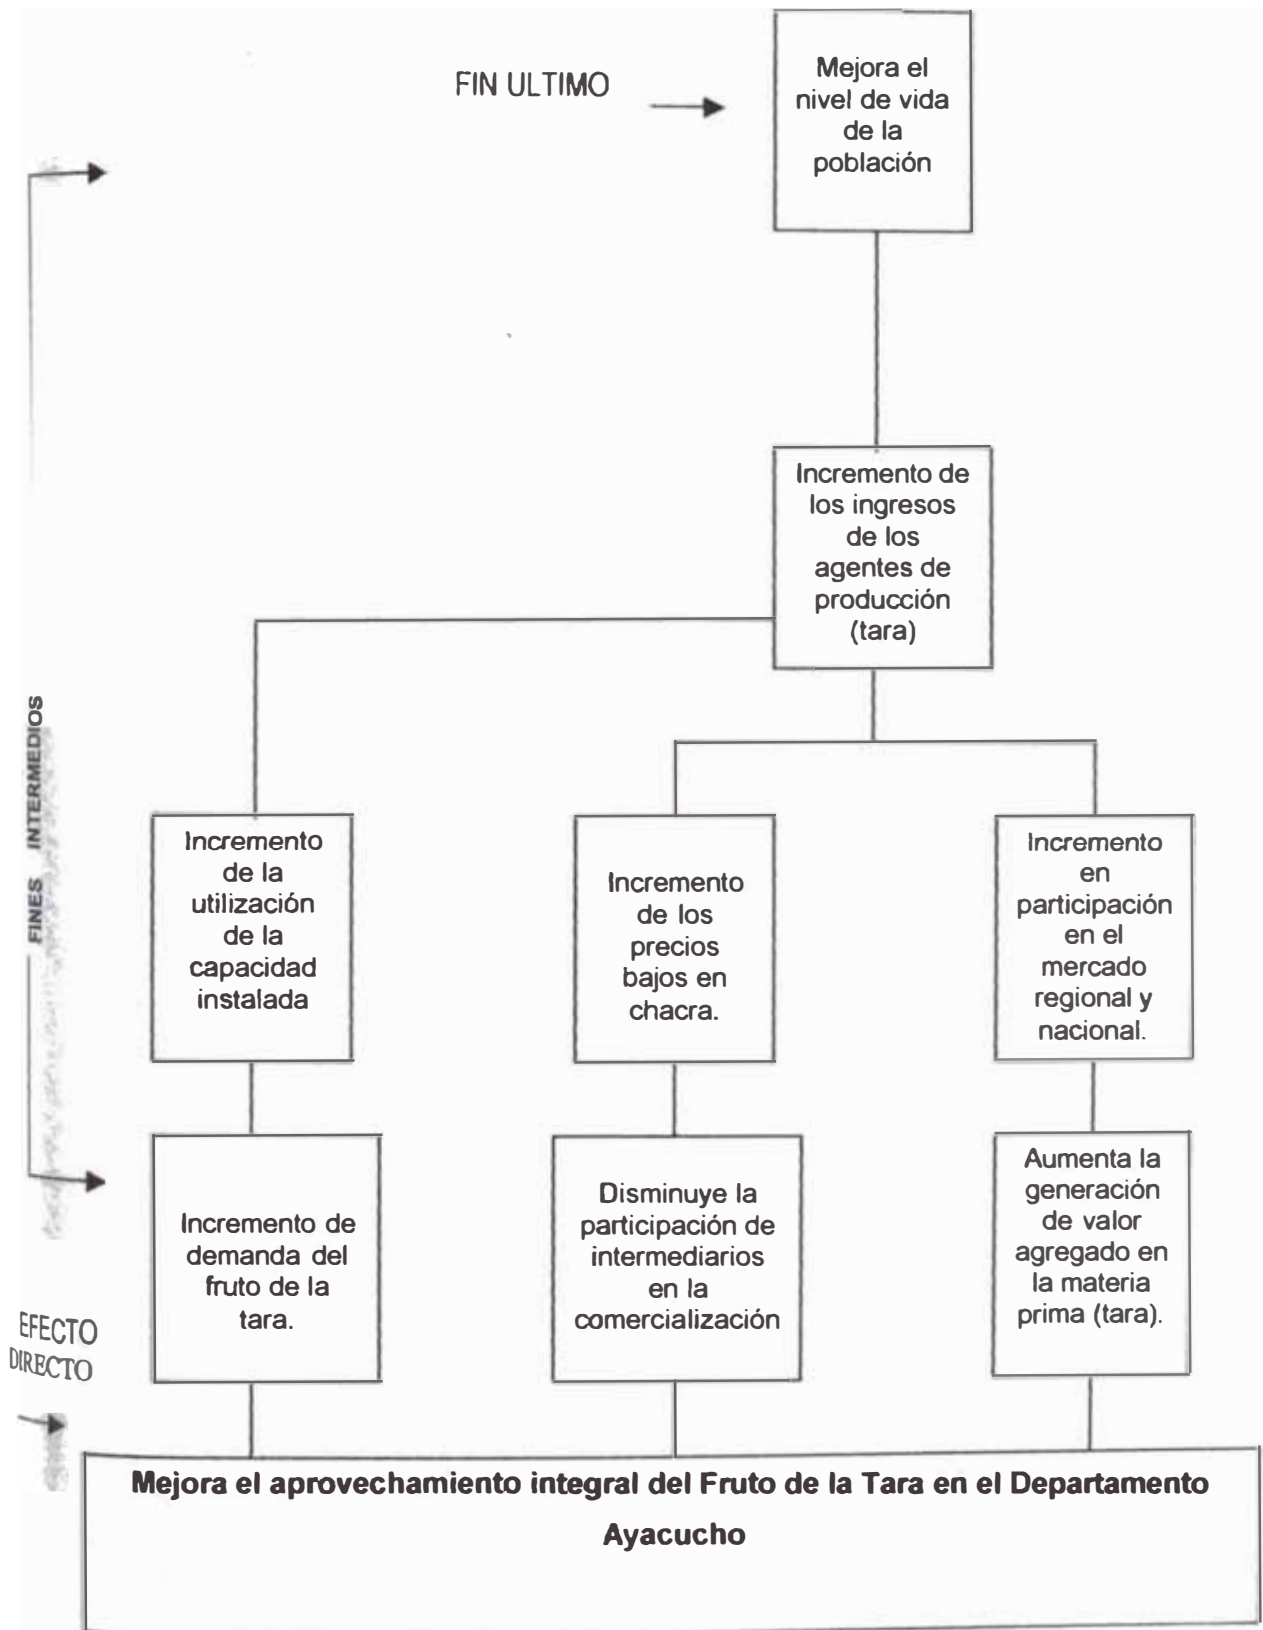 FIN ULTIMO
Mejora el
nivel de vida
de la
población
Incremento de
los ingresos
de los
agentes de
producción
(tara)
FINES INTERMEDIOS
Incremento
de la
utilización
de la
capacidad
instalada
Incremento
de los
precios
bajos en
chacra.
Incremento
en
participación
en el
mercado
regional y
nacional.
Incremento de
demanda del
fruto de la
tara.
Disminuye la
participación de
intermediarios
en la
comercialización
Aumenta la
generación
de valor
agregado en
la materia
prima (tara).
EFECTO
DIRECTO
Mejora el aprovechamiento integral del Fruto de la Tara en el Departamento
Ayacucho